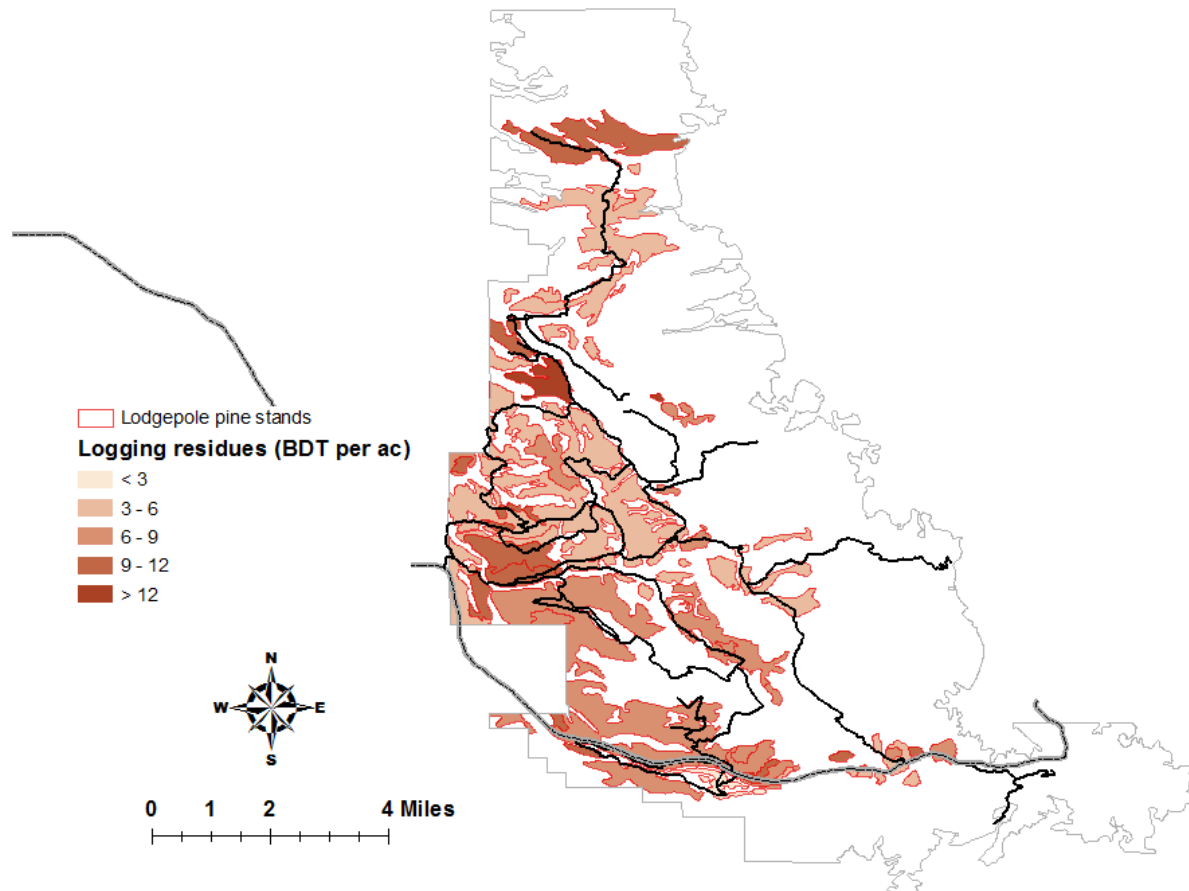 Lodgepole pine stands
Logging residues (BDT per ac)
< 3
3 - 6
6 - 9
9 - 12
> 12
N
W E
S
0 1 2 4 Miles